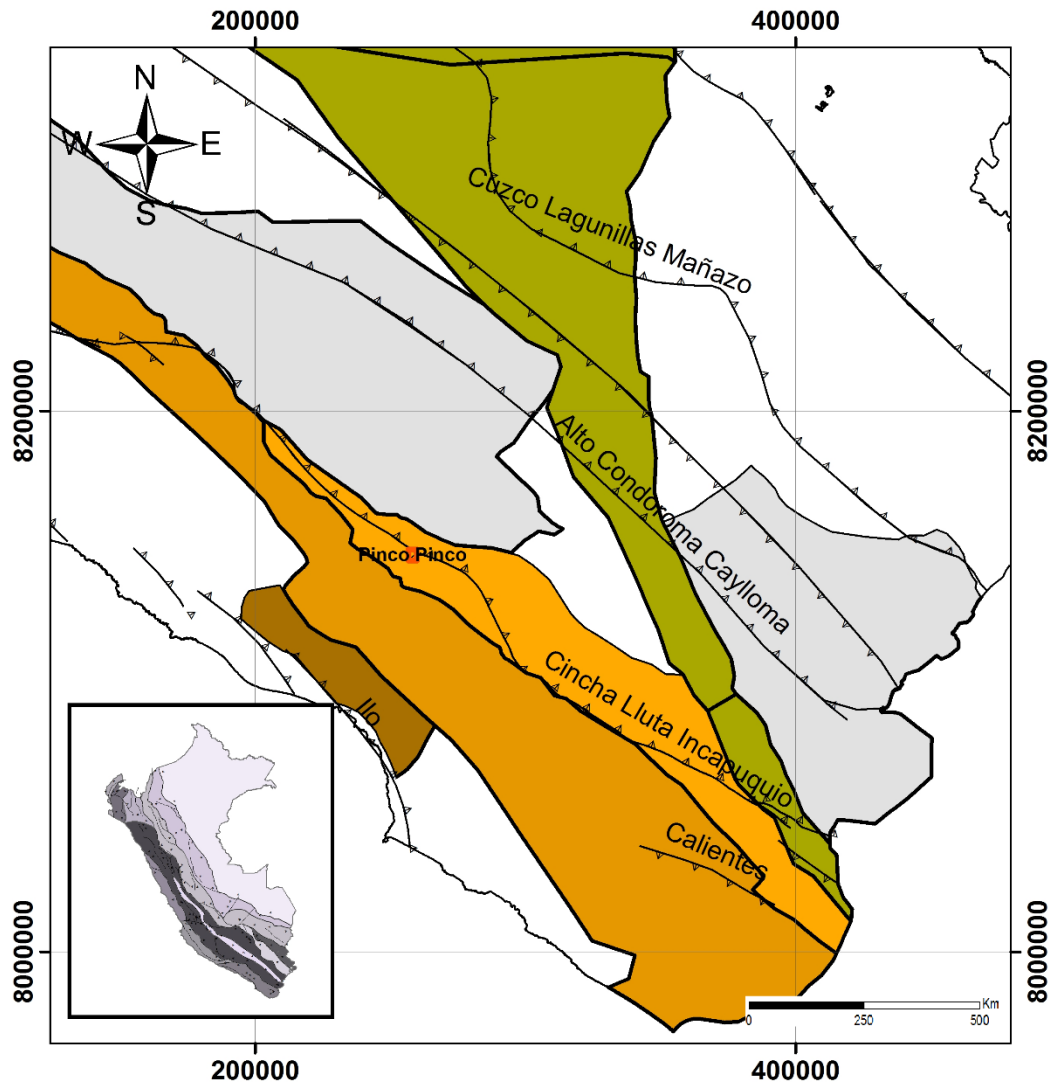 200000 400000
N
W E
S
Cuzco Lagunillas Mañazo
8200000 8200000
Alto Condoroma Caylloma
Pinco Pinco
Cincha Lluta Incapuquio
Ilo
Calientes
8000000 8000000
Km
0 250 500
200000 400000